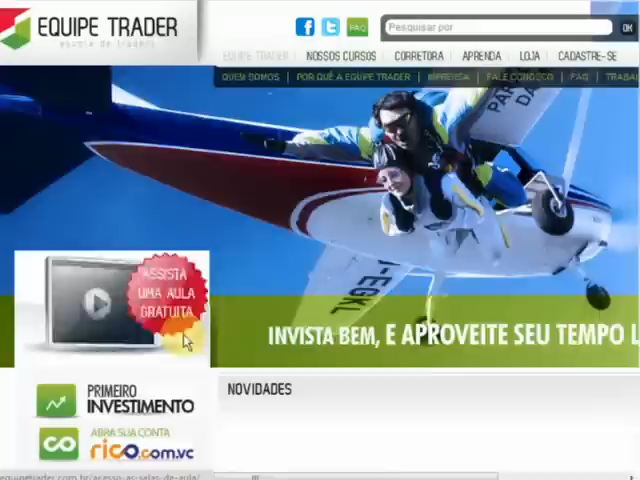 EQUIPE TRADER
escola de traders
FAQ
Pesquisar por
OK
EQUIPE TRADER
NOSSOS CURSOS
CORRETORA
APRENDA
LOJA
CADASTRE-SE
QUEM SOMOS
POR QUÊ A EQUIPE TRADER
IMPRENSA
FALE CONOSCO
FAQ
ASSISTA
UMA AULA
GRATUITA
INVISTA BEM, E APROVEITE SEU TEMPO L
PRIMEIRO
INVESTIMENTO
ABRA SUA CONTA
rico.com.vc
NOVIDADES